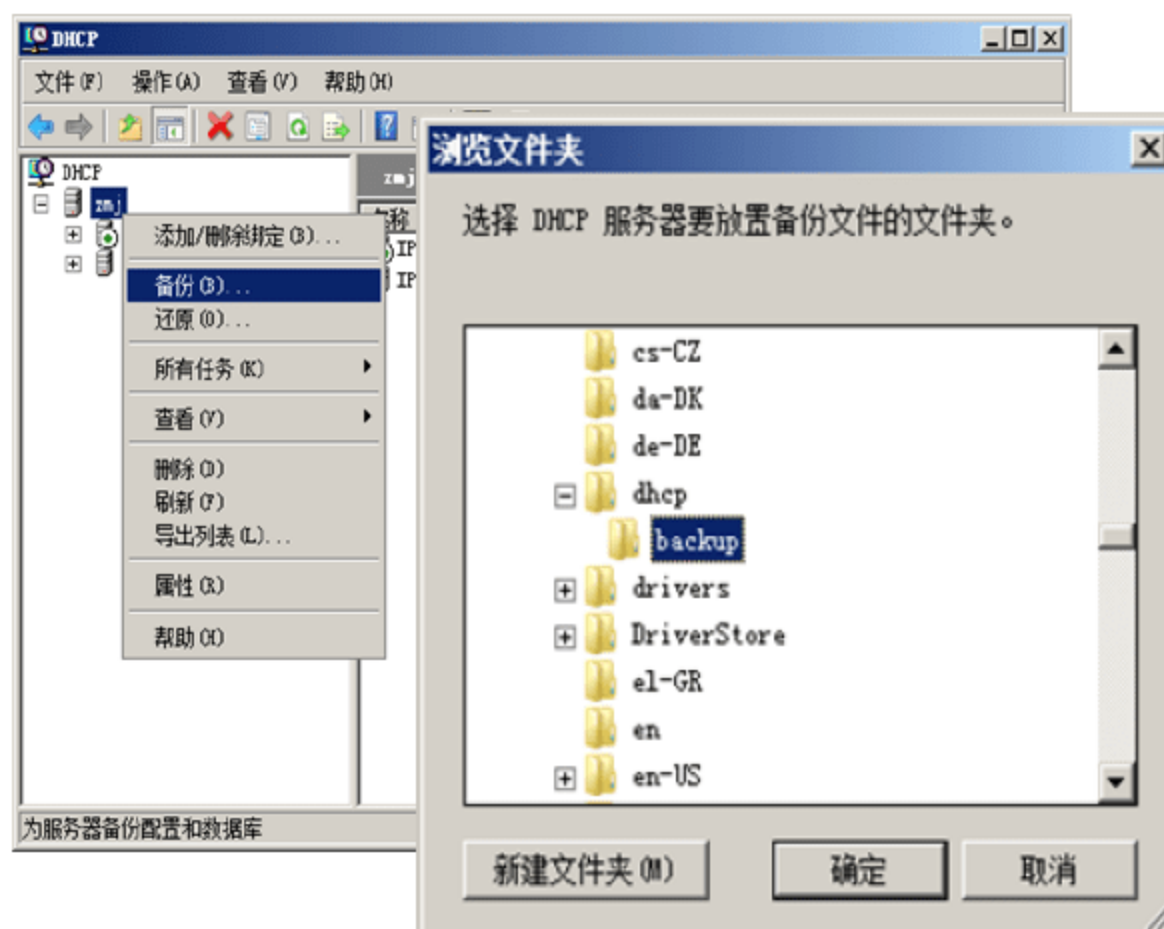 DHCP
文件(F) 操作(A) 查看(V) 帮助(H)
DHCP
zmj
添加/删除绑定(B)...
备份(B)...
还原(O)...
所有任务(K)
查看(V)
删除(D)
刷新(F)
导出列表(L)...
属性(R)
帮助(H)
zmj
名称
IP
IP
为服务器备份配置和数据库
浏览文件夹
选择 DHCP 服务器要放置备份文件的文件夹。
cs-CZ
da-DK
de-DE
dhcp
backup
drivers
DriverStore
el-GR
en
en-US
新建文件夹(M) 确定 取消